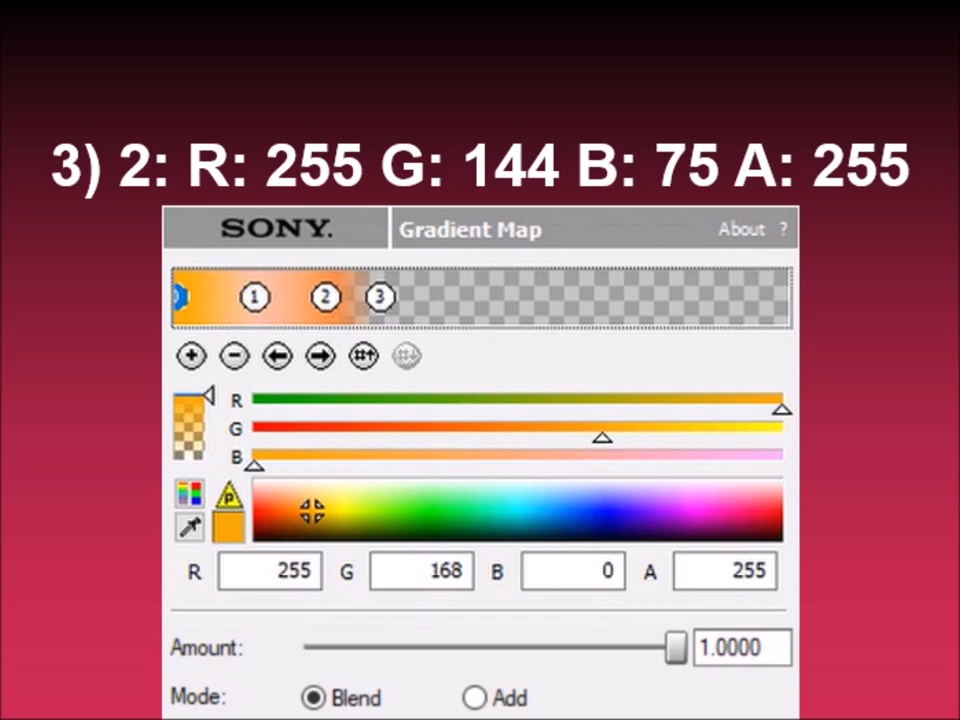 3) 2: R: 255 G: 144 B: 75 A: 255
SONY. Gradient Map About ?
1 2 3
R
G
B
P
R 255 G 168 B 0 A 255
Amount: 1.0000
Mode: Blend Add